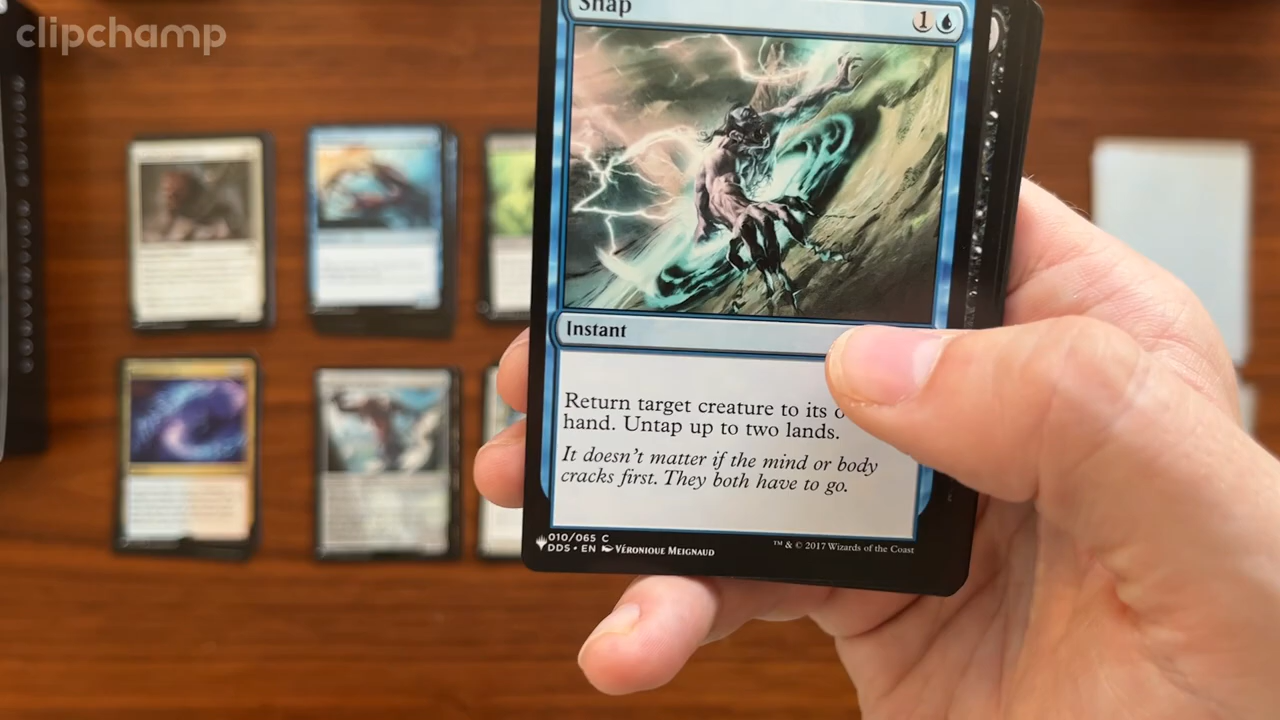 clipchamp
Snap
1
Instant
Return target creature to its
hand. Untap up to two lands.
It doesn't matter if the mind or body
cracks first. They both have to go.
010/065 C
DDS • EN VÉRONIQUE MEIGNAUD
™ & © 2017 Wizards of the Coast